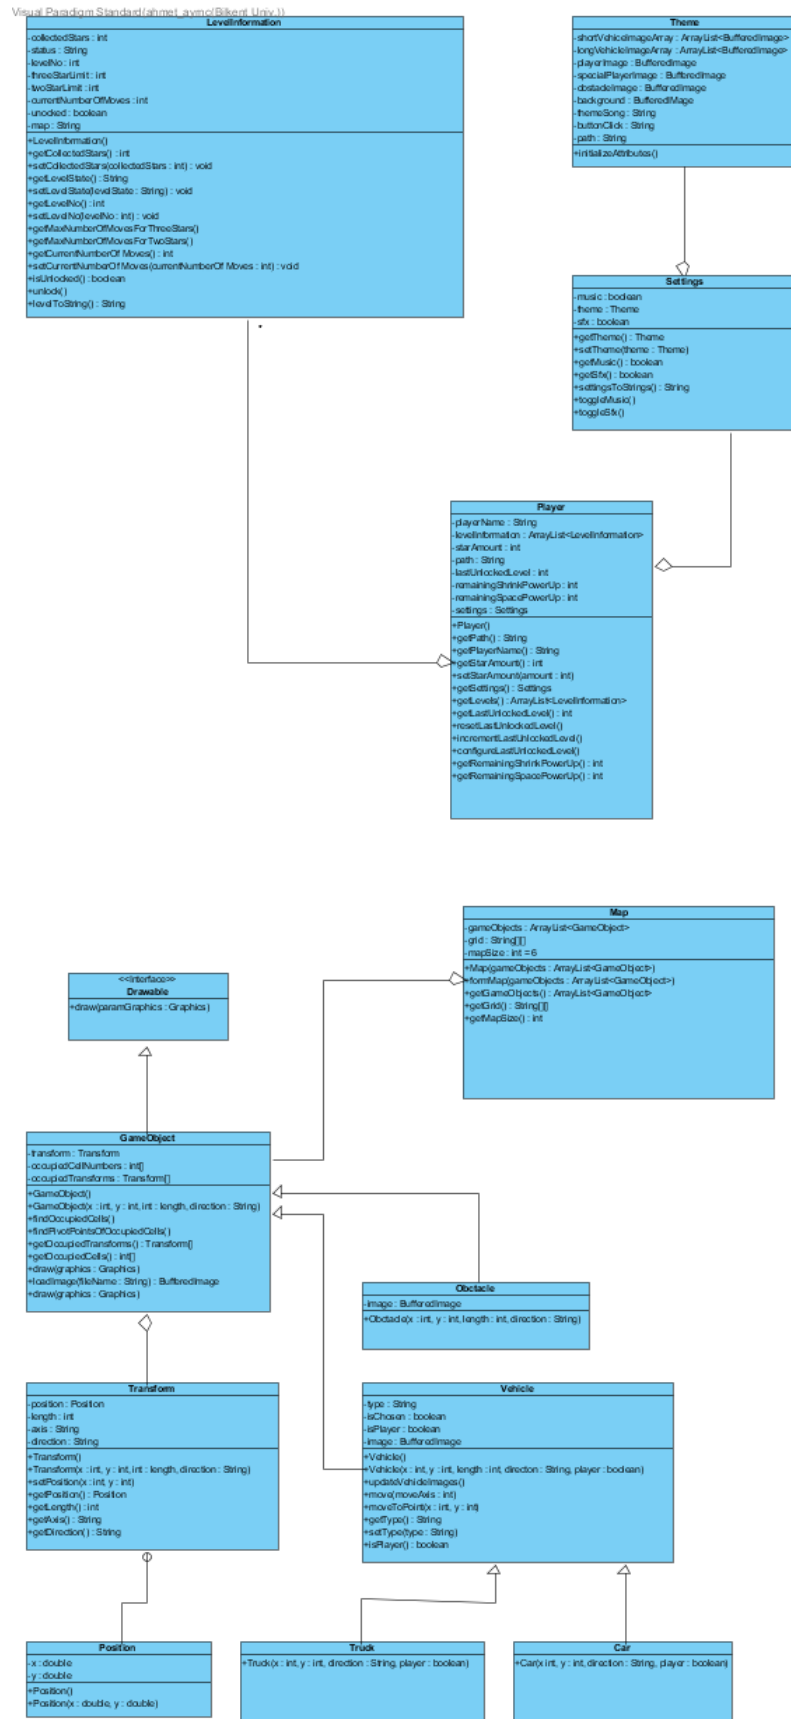 Visual Paradigm Standard(ahmet_aymc(Bilkent Univ.))
LevelInformation
-collectedStars : int
-status : String
-levelNo : int
-threeStarLimit : int
-twoStarLimit : int
-currentNumberOfMoves : int
-unocked : boolean
-map : String
+LevelInformation()
+getCollectedStars() : int
+setCollectedStars(collectedStars : int) : void
+getLevelState() : String
+setLevelState(levelState : String) : void
+getLevelNo() : int
+setLevelNo(levelNo : int) : void
+getMaxNumberOfMovesForThreeStars()
+getMaxNumberOfMovesForTwoStars()
+getCurrentNumberOf Moves() : int
+setCurrentNumberOf Moves(currentNumberOf Moves : int) : void
+isUnlocked() : boolean
+unlock()
+levelToString() : String
Theme
-shortVehicleImageArray : ArrayList<BufferedImage>
-longVehicleImageArray : ArrayList<BufferedImage>
-playerImage : BufferedImage
-specialPlayerImage : BufferedImage
-obstacleImage : BufferedImage
-background : BufferedIMage
-themeSong : String
-buttonClick : String
-path : String
+initializeAttributes()
Settings
-music : boolean
-theme : Theme
-sfx : boolean
+getTheme() : Theme
+setTheme(theme : Theme)
+getMusic() : boolean
+getSfx() : boolean
+settingsToStrings() : String
+toggleMusic()
+toggleSfx()
Player
-playerName : String
-levelInformation : ArrayList<LevelInformation>
-starAmount : int
-path : String
-lastUnlockedLevel : int
-remainingShrinkPowerUp : int
-remainingSpacePowerUp : int
-settings : Settings
+Player()
+getPath() : String
+getPlayerName() : String
+getStarAmount() : int
+setStarAmount(amount : int)
+getSettings() : Settings
+getLevels() : ArrayList<LevelInformation>
+getLastUnlockedLevel() : int
+resetLastUnlockedLevel()
+incrementLastUnlockedLevel()
+configureLastUnlockedLevel()
+getRemainingShrinkPowerUp() : int
+getRemainingSpacePowerUp() : int
Map
-gameObjects : ArrayList<GameObject>
-grid : String[][]
-mapSize : int = 6
+Map(gameObjects : ArrayList<GameObject>)
+formMap(gameObjects : ArrayList<GameObject>)
+getGameObjects() : ArrayList<GameObject>
+getGrid() : String[][]
+getMapSize() : int
<<Interface>>
Drawable
+draw(paramGraphics : Graphics)
GameObject
-transform : Transform
-occupiedCellNumbers : int[]
-occupiedTransforms : Transform[]
+GameObject()
+GameObject(x : int, y : int, int : length, direction : String)
+findOccupiedCells()
+findPivotPointsOfOccupiedCells()
+getOccupiedTransforms() : Transform[]
+getOccupiedCells() : int[]
+draw(graphics : Graphics)
+loadImage(fileName : String) : BufferedImage
+draw(graphics : Graphics)
Obctacle
-image : BufferedImage
+Obctacle(x : int, y : int, length : int, direction : String)
Transform
-position : Position
-length : int
-axis : String
-direction : String
+Transform()
+Transform(x : int, y : int, int : length, direction : String)
+setPosition(x : int, y : int)
+getPosition() : Position
+getLength() : int
+getAxis() : String
+getDirection() : String
Vehicle
-type : String
-isChosen : boolean
-isPlayer : boolean
-image : BufferedImage
+Vehicle()
+Vehicle(x : int, y : int, length : int, direction : String, player : boolean)
+updateVehicleImages()
+move(moveAxis : int)
+moveToPoint(x : int, y : int)
+getType() : String
+setType(type : String)
+isPlayer() : boolean
Position
-x : double
-y : double
+Position()
+Position(x : double, y : double)
Truck
+Truck(x : int, y : int, direction : String, player : boolean)
Car
+Car(x int, y : int, direction : String, player : boolean)